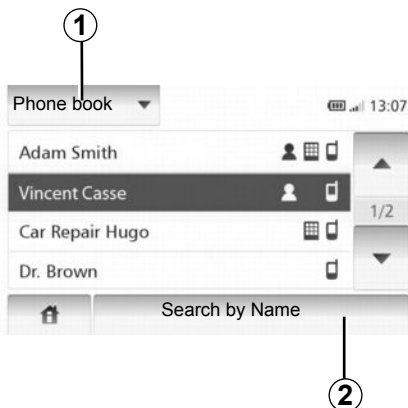 1
Phone book
13:07
Adam Smith
Vincent Casse
1/2
Car Repair Hugo
Dr. Brown
Search by Name
2